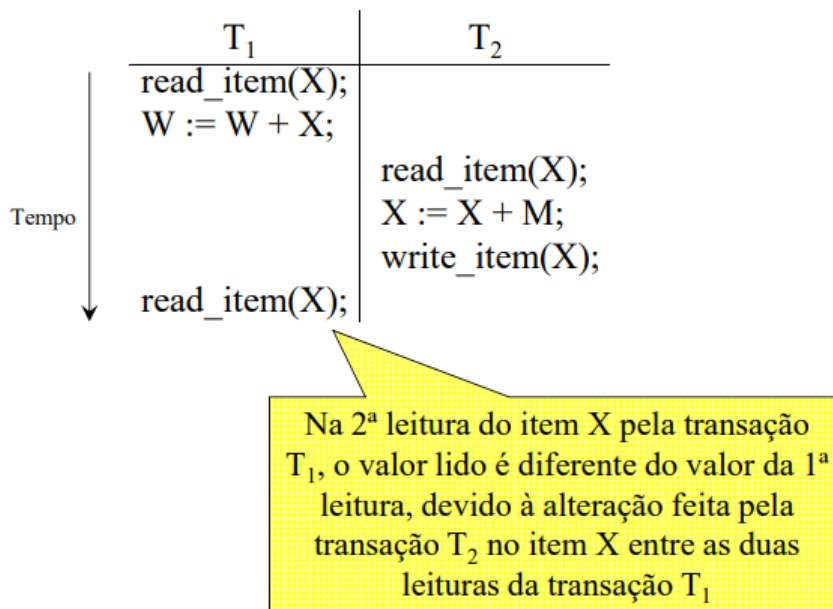 T₁ T₂
read_item(X);
W := W + X;
read_item(X);
X := X + M;
Tempo
write_item(X);
read_item(X);
Na 2ª leitura do item X pela transação
T₁, o valor lido é diferente do valor da 1ª
leitura, devido à alteração feita pela
transação T₂ no item X entre as duas
leituras da transação T₁